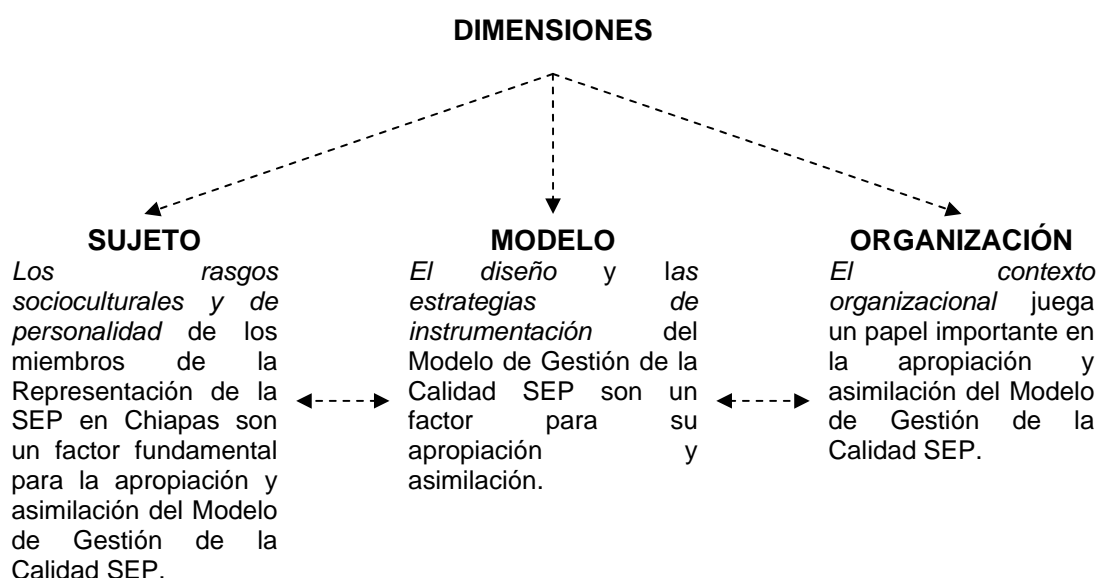 DIMENSIONES
SUJETO
Los rasgos
socioculturales y de
personalidad de los
miembros de la
Representación de la
SEP en Chiapas son
un factor fundamental
para la apropiación y
asimilación del Modelo
de Gestión de la
Calidad SEP.
MODELO
El diseño y las
estrategias de
instrumentación del
Modelo de Gestión de la
Calidad SEP son un
factor para su
apropiación y
asimilación.
ORGANIZACIÓN
El contexto
organizacional juega
un papel importante en
la apropiación y
asimilación del Modelo
de Gestión de la
Calidad SEP.